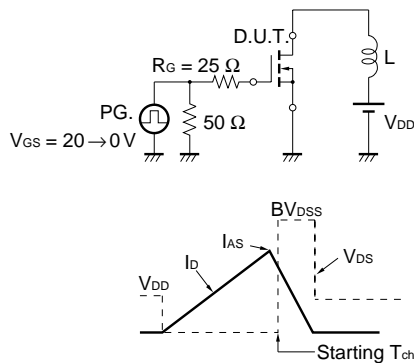 D.U.T.
RG = 25 Ω
L
PG.
50 Ω
VGS = 20 → 0 V
VDD
BVDSS
IAS
ID
VDS
VDD
Starting Tch